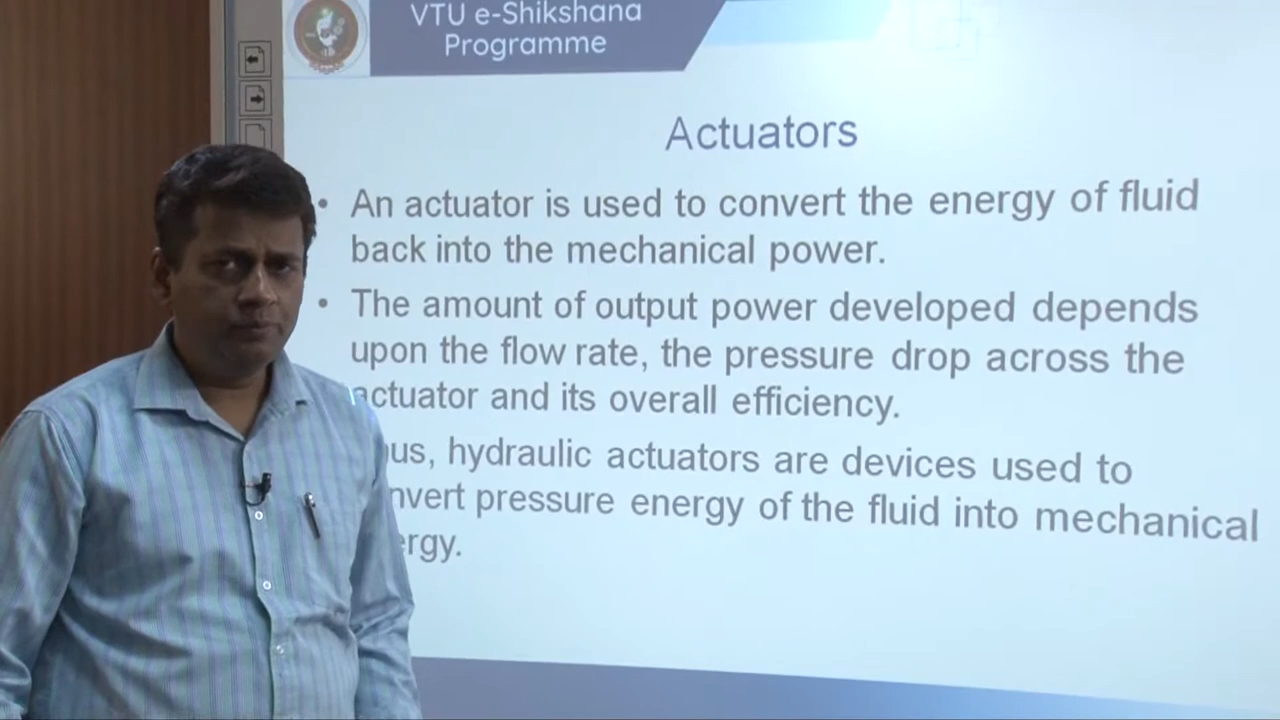 VTU e-Shikshana
Programme
Actuators
• An actuator is used to convert the energy of fluid
back into the mechanical power.
• The amount of output power developed depends
upon the flow rate, the pressure drop across the
actuator and its overall efficiency.
us, hydraulic actuators are devices used to
nvert pressure energy of the fluid into mechanical
ergy.